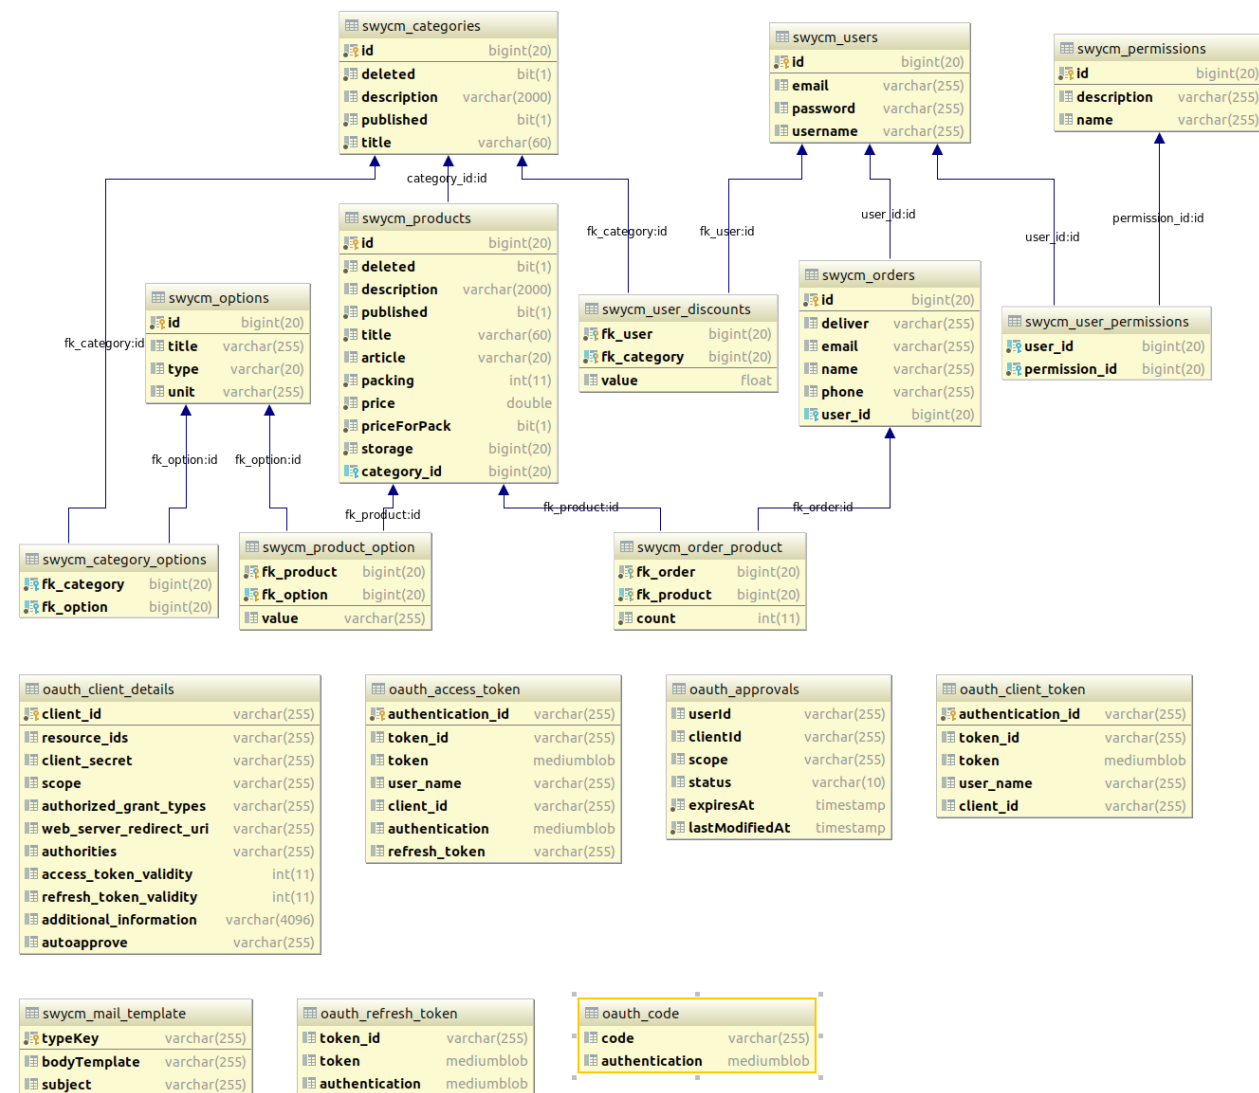 swycm_categories
id bigint(20)
deleted bit(1)
description varchar(2000)
published bit(1)
title varchar(60)
swycm_users
id bigint(20)
email varchar(255)
password varchar(255)
username varchar(255)
swycm_permissions
id bigint(20)
description varchar(255)
name varchar(255)
category_id:id
fk_category:id
fk_user:id
user_id:id
user_id:id
permission_id:id
swycm_products
id bigint(20)
deleted bit(1)
description varchar(2000)
published bit(1)
title varchar(60)
article varchar(20)
packing int(11)
price double
priceForPack bit(1)
storage bigint(20)
category_id bigint(20)
swycm_options
id bigint(20)
title varchar(255)
type varchar(20)
unit varchar(255)
fk_category:id
swycm_user_discounts
fk_user bigint(20)
fk_category bigint(20)
value float
swycm_orders
id bigint(20)
deliver varchar(255)
email varchar(255)
name varchar(255)
phone varchar(255)
user_id bigint(20)
swycm_user_permissions
user_id bigint(20)
permission_id bigint(20)
fk_option:id
fk_option:id
fk_product:id
fk_product:id
fk_order:id
swycm_category_options
fk_category bigint(20)
fk_option bigint(20)
swycm_product_option
fk_product bigint(20)
fk_option bigint(20)
value varchar(255)
swycm_order_product
fk_order bigint(20)
fk_product bigint(20)
count int(11)
oauth_client_details
client_id varchar(255)
resource_ids varchar(255)
client_secret varchar(255)
scope varchar(255)
authorized_grant_types varchar(255)
web_server_redirect_uri varchar(255)
authorities varchar(255)
access_token_validity int(11)
refresh_token_validity int(11)
additional_information varchar(4096)
autoapprove varchar(255)
oauth_access_token
authentication_id varchar(255)
token_id varchar(255)
token mediumblob
user_name varchar(255)
client_id varchar(255)
authentication mediumblob
refresh_token varchar(255)
oauth_approvals
userId varchar(255)
clientId varchar(255)
scope varchar(255)
status varchar(10)
expiresAt timestamp
lastModifiedAt timestamp
oauth_client_token
authentication_id varchar(255)
token_id varchar(255)
token mediumblob
user_name varchar(255)
client_id varchar(255)
swycm_mail_template
typeKey varchar(255)
bodyTemplate varchar(255)
subject varchar(255)
oauth_refresh_token
token_id varchar(255)
token mediumblob
authentication mediumblob
oauth_code
code varchar(255)
authentication mediumblob